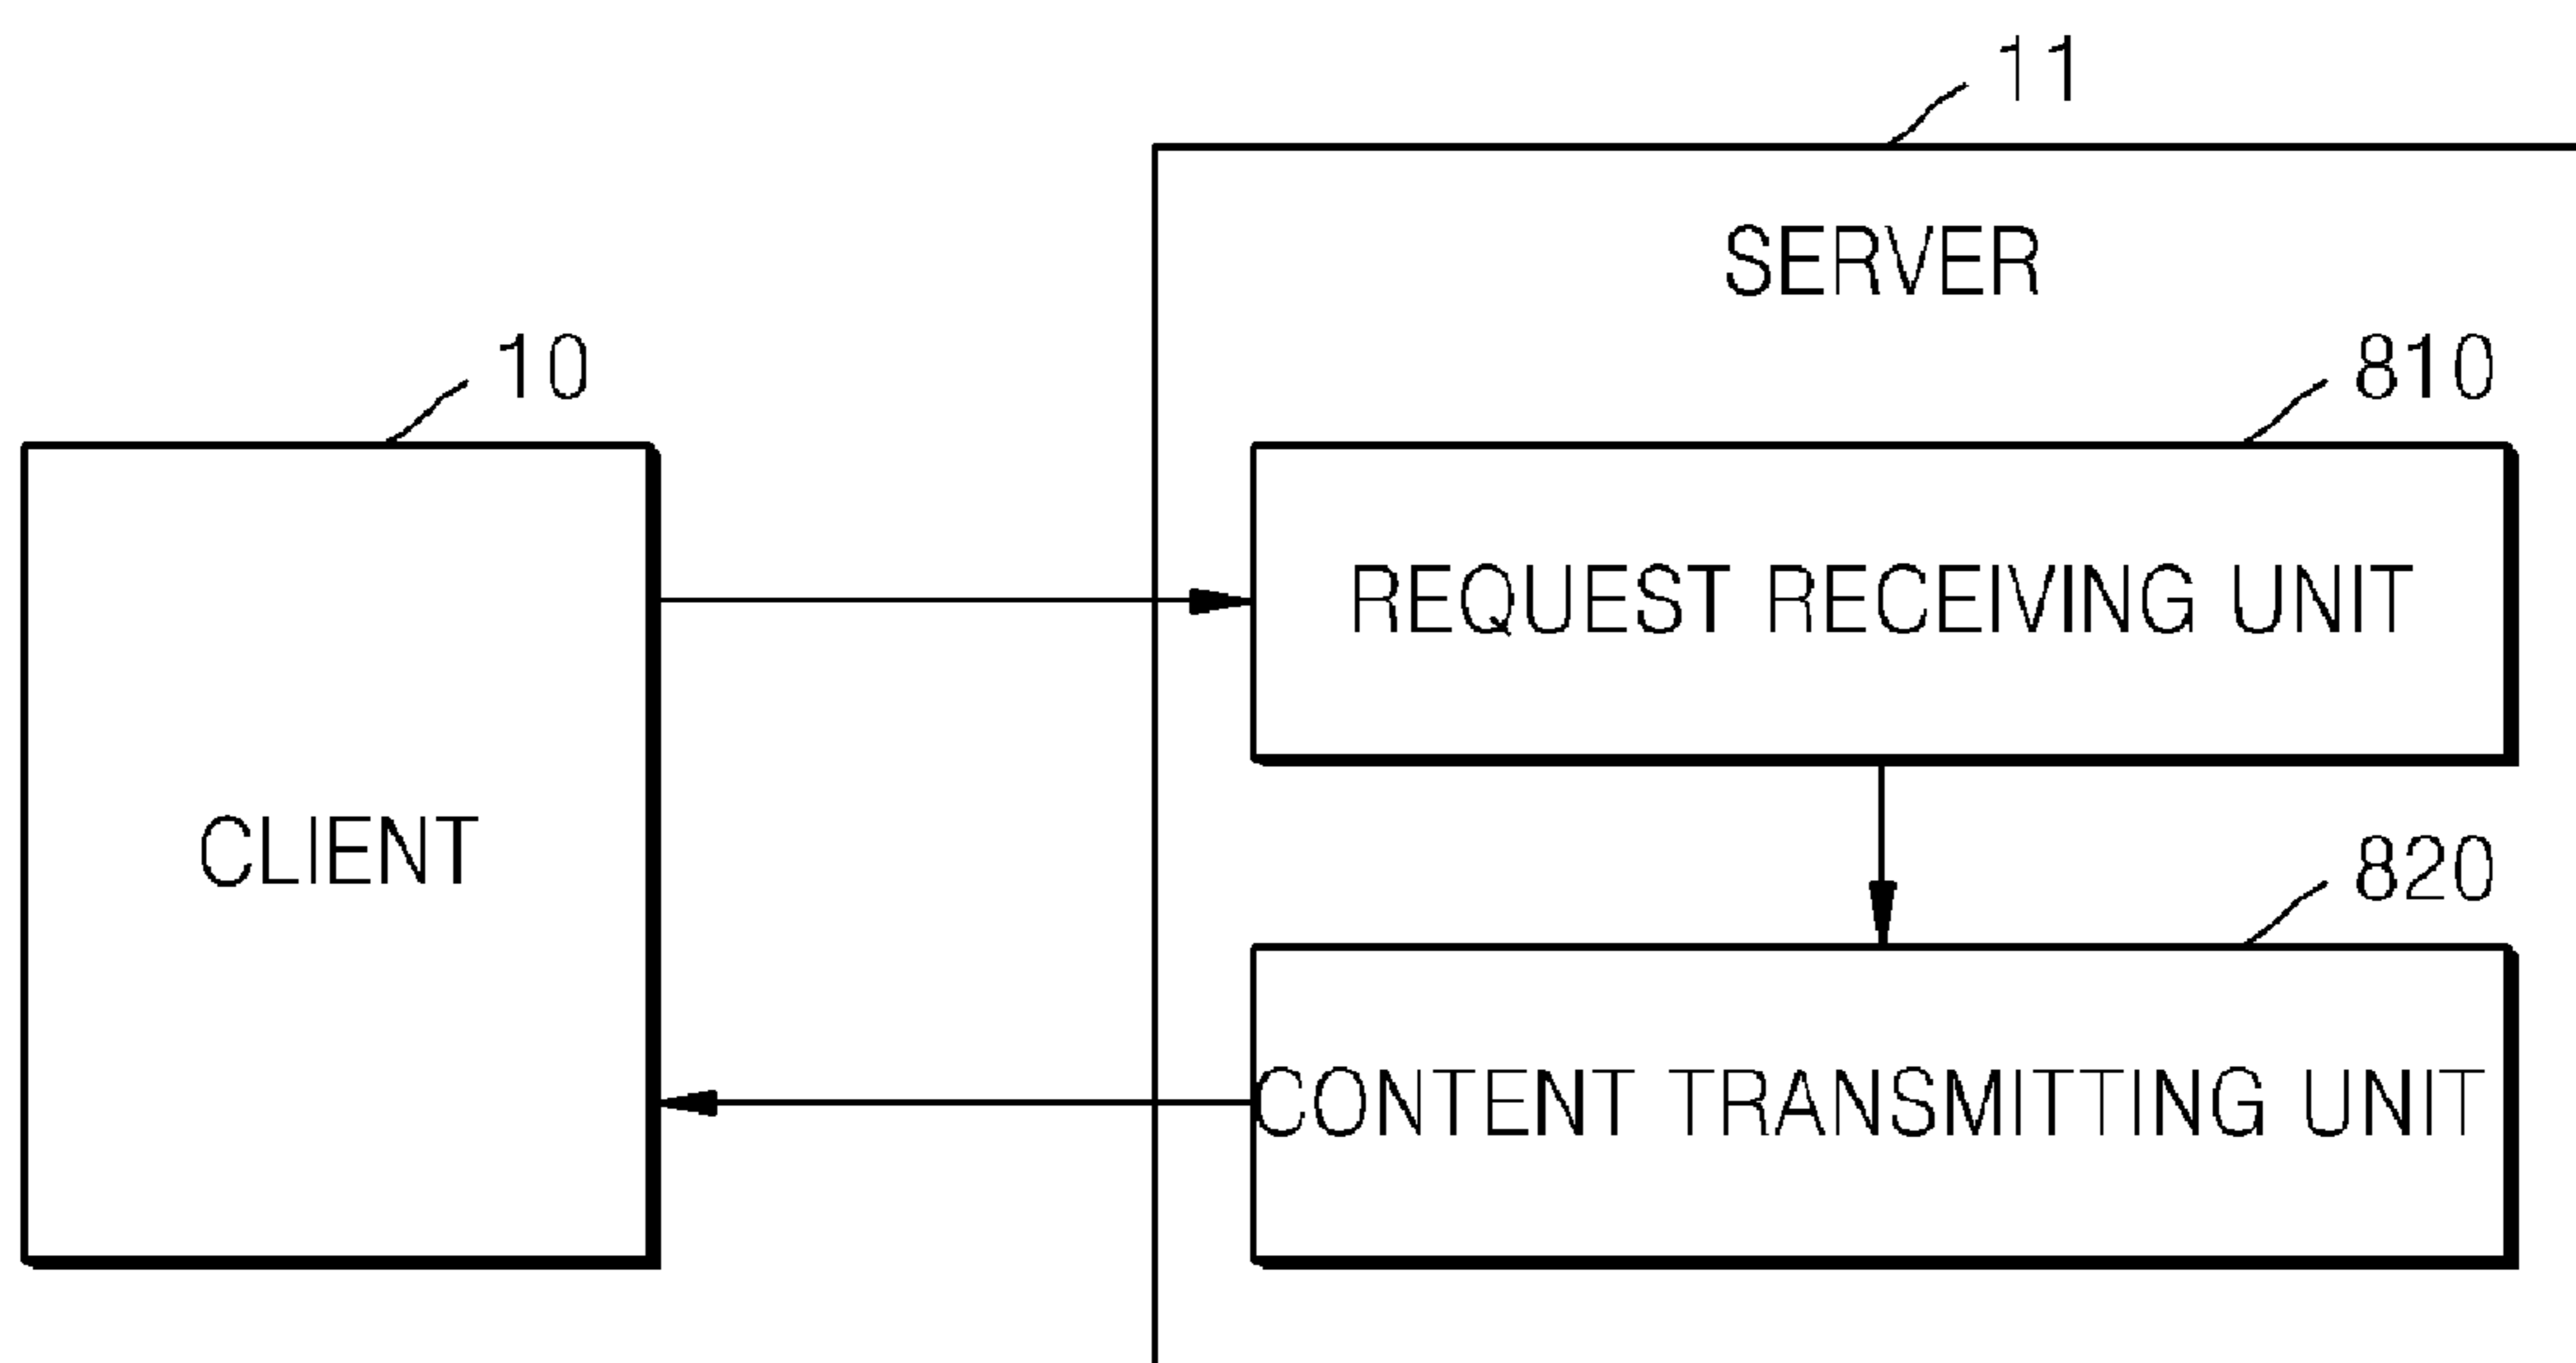 11
SERVER
10
810
REQUEST RECEIVING UNIT
CLIENT
820
CONTENT TRANSMITTING UNIT